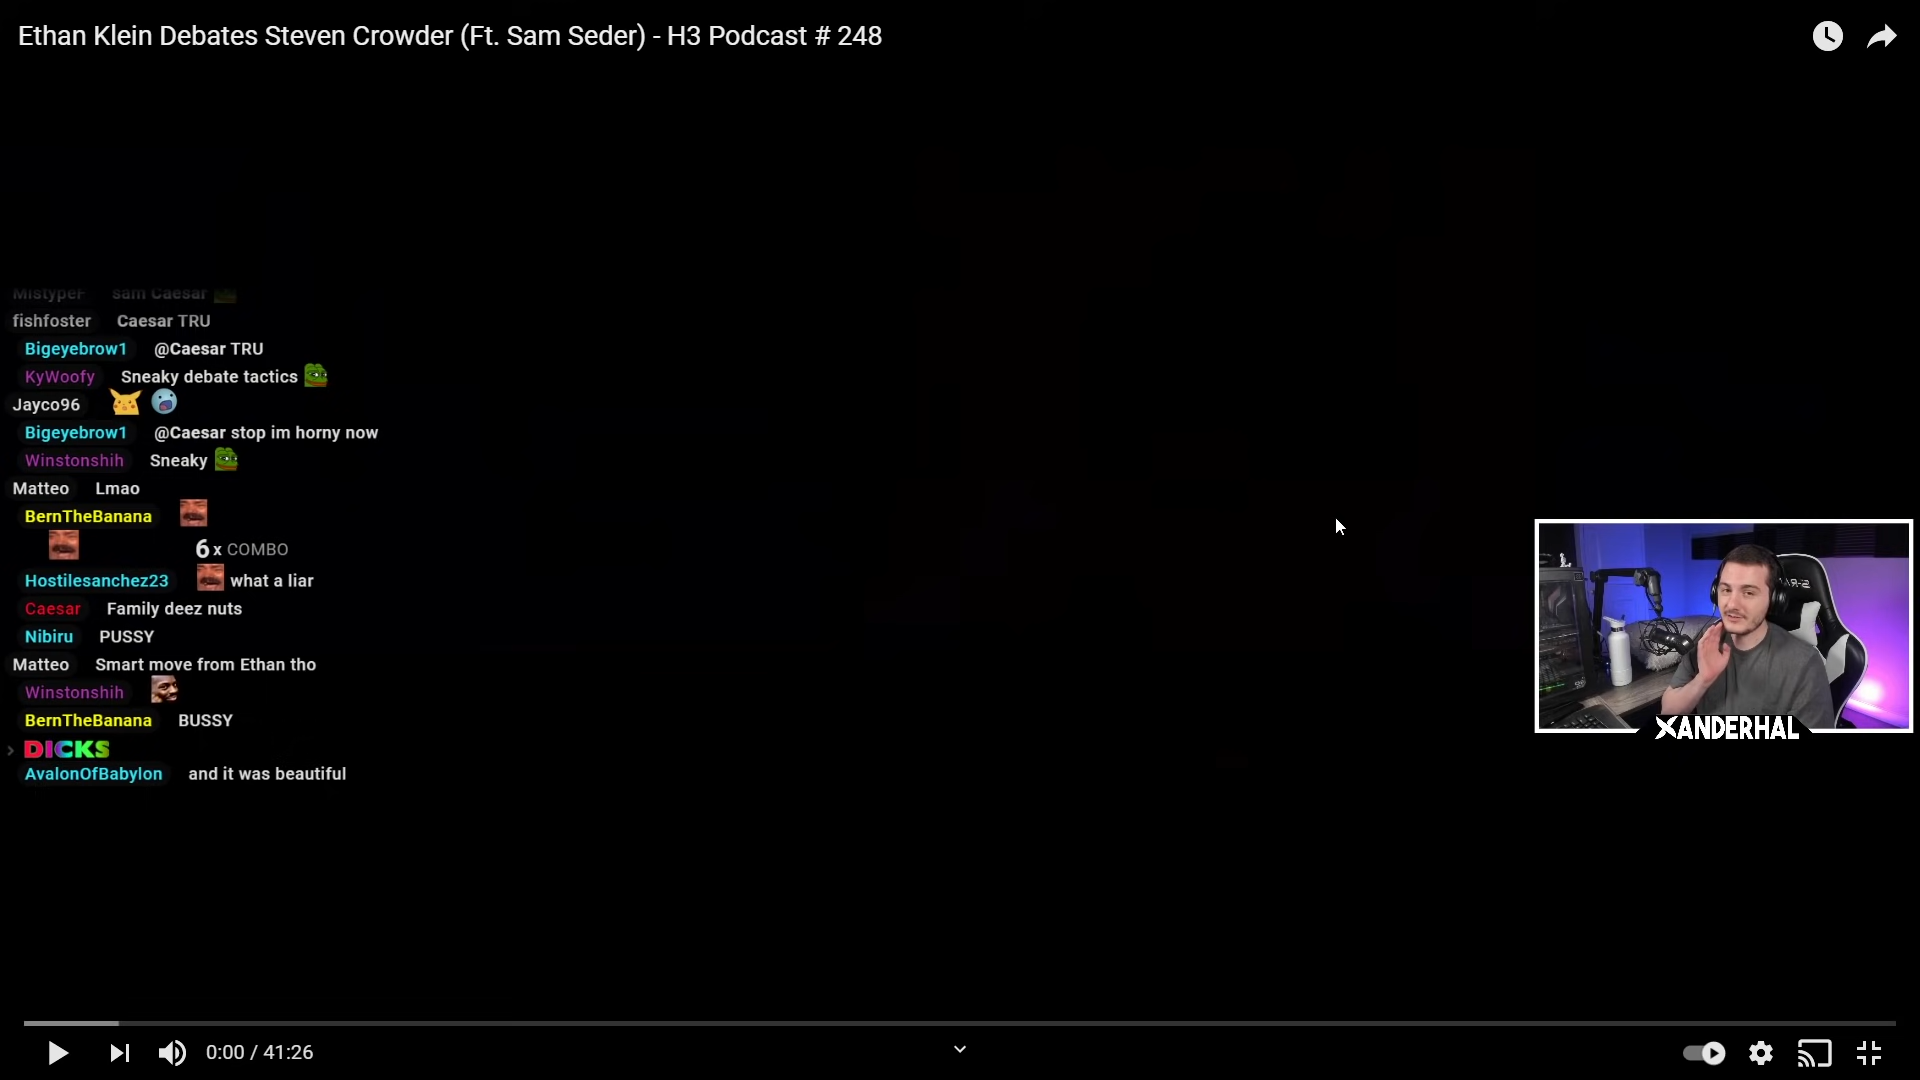 Ethan Klein Debates Steven Crowder (Ft. Sam Seder) - H3 Podcast # 248
MistypeF sam Caesar
fishfoster Caesar TRU
Bigeyebrow1 @Caesar TRU
KyWoofy Sneaky debate tactics
Jayco96
Bigeyebrow1 @Caesar stop im horny now
Winstonshih Sneaky
Matteo Lmao
BernTheBanana
6 x COMBO
Hostilesanchez23 what a liar
Caesar Family deez nuts
Nibiru PUSSY
Matteo Smart move from Ethan tho
Winstonshih
BernTheBanana BUSSY
> DICKS
AvalonOfBabylon and it was beautiful
XANDERHAL
0:00 / 41:26